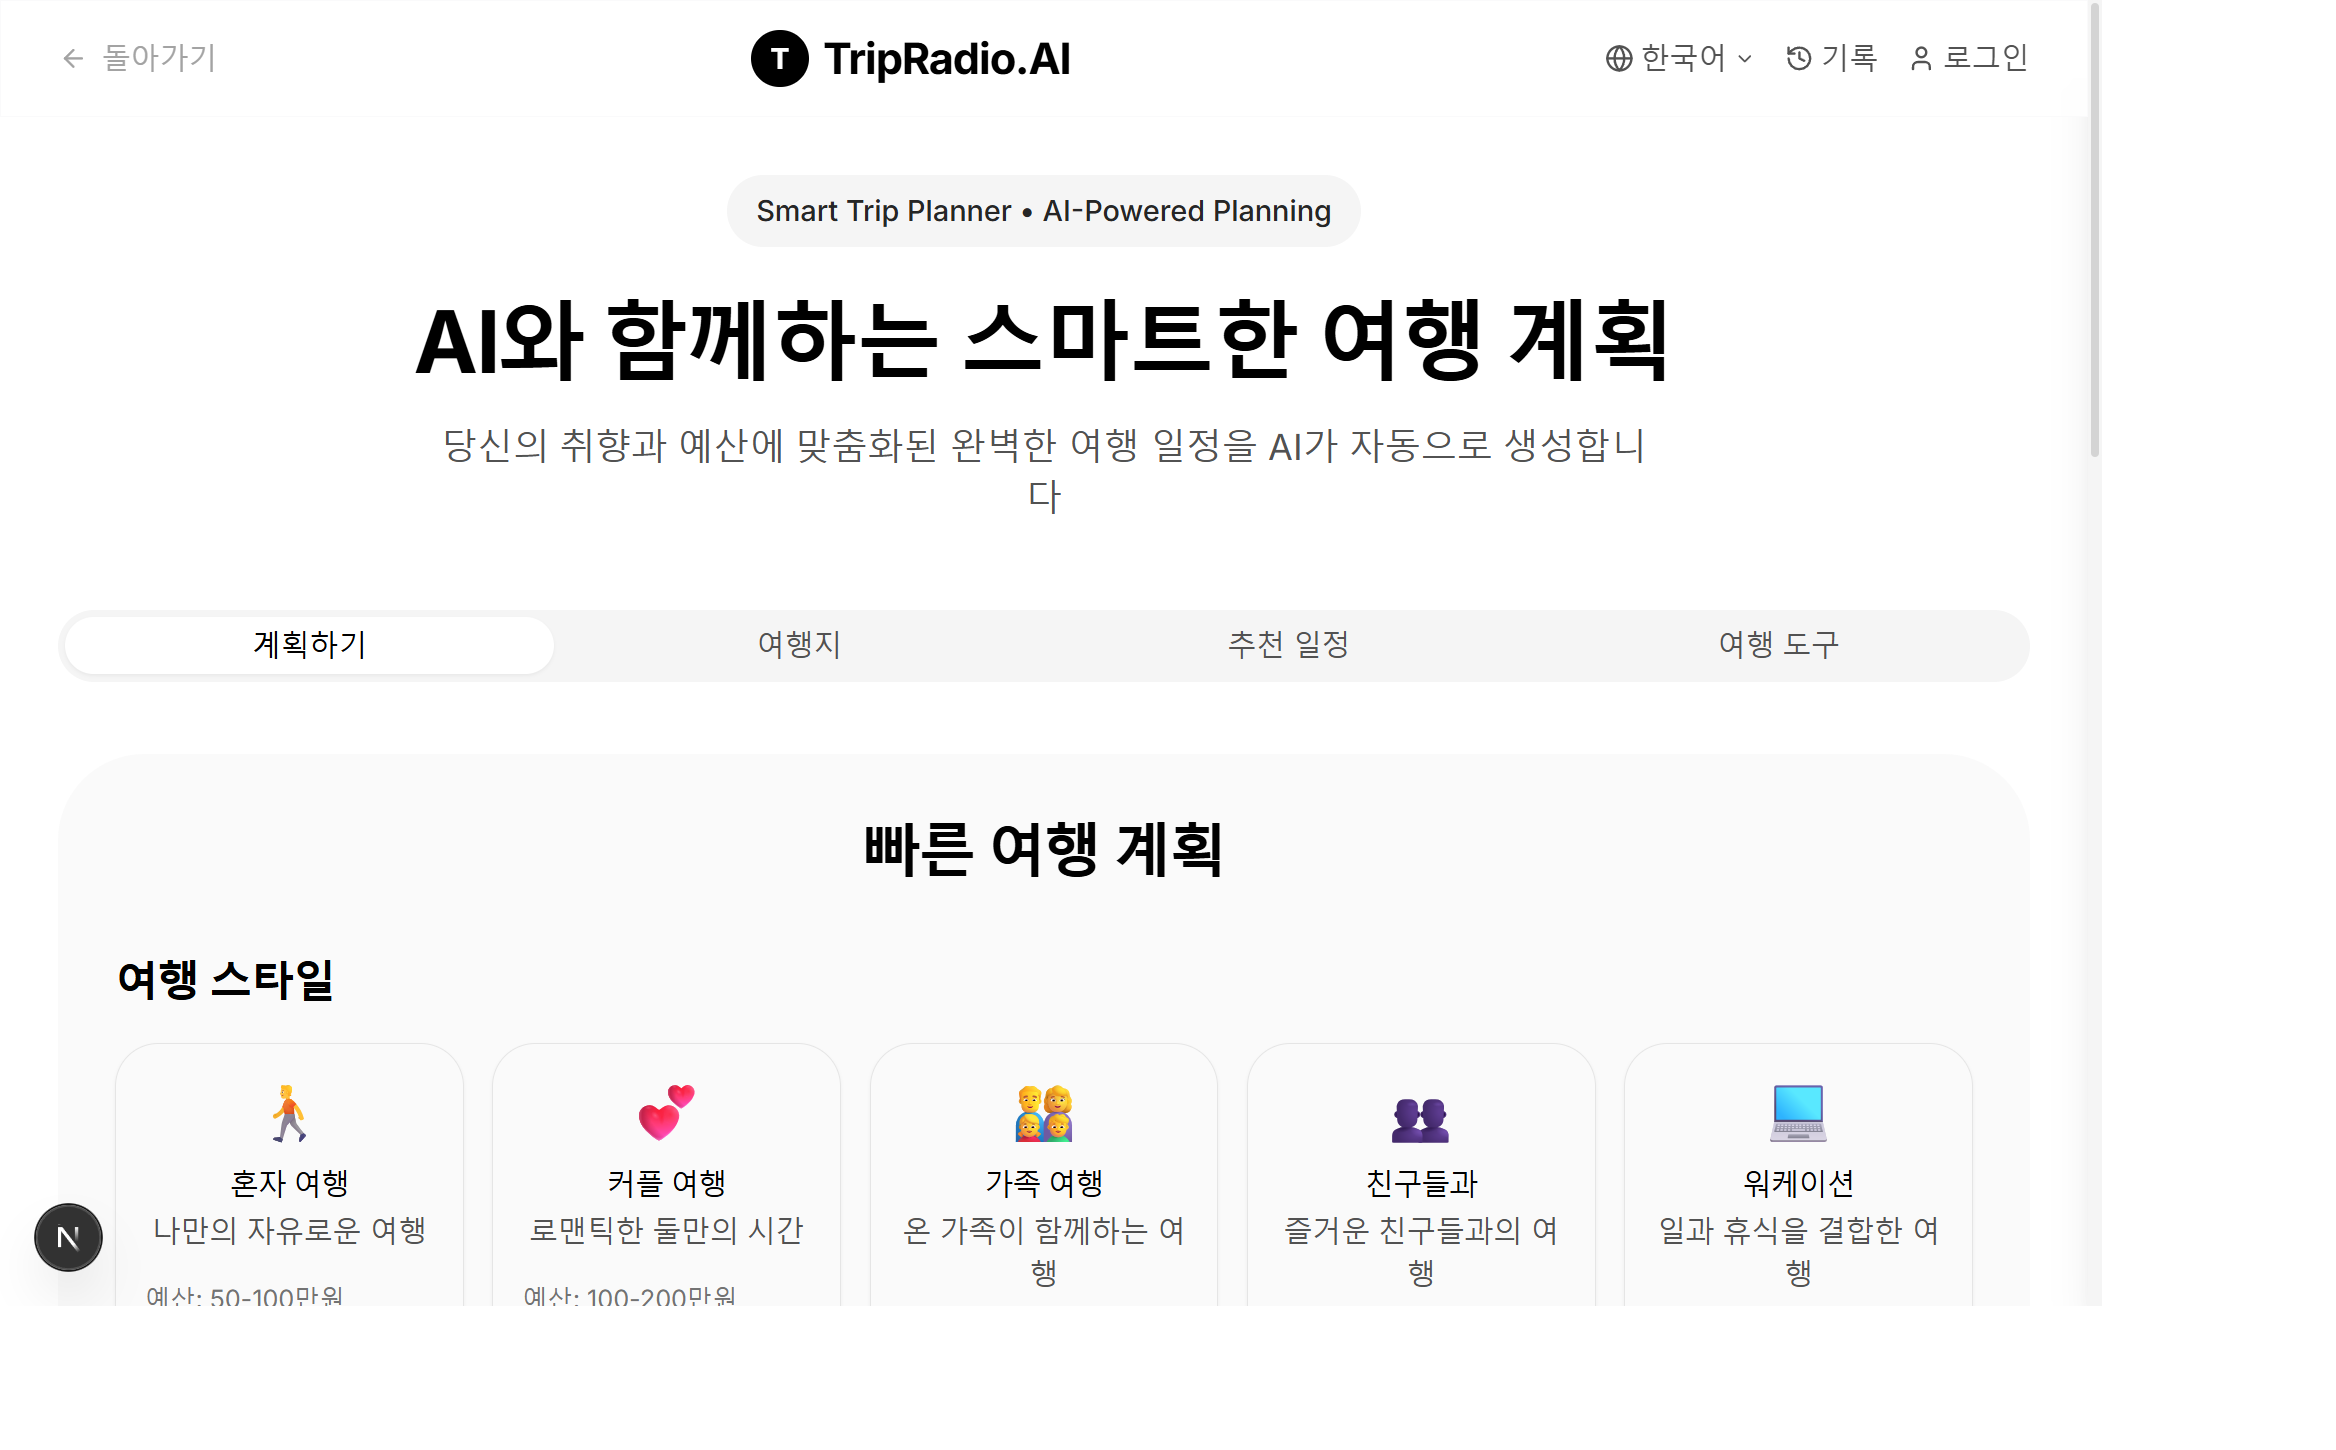 돌아가기
T TripRadio.AI
한국어
기록
로그인
Smart Trip Planner • AI-Powered Planning
AI와 함께하는 스마트한 여행 계획
당신의 취향과 예산에 맞춤화된 완벽한 여행 일정을 AI가 자동으로 생성합니
다
계획하기
여행지
추천 일정
여행 도구
빠른 여행 계획
여행 스타일
혼자 여행
나만의 자유로운 여행
예산: 50-100만원
커플 여행
로맨틱한 둘만의 시간
예산: 100-200만원
가족 여행
온 가족이 함께하는 여
행
친구들과
즐거운 친구들과의 여
행
워케이션
일과 휴식을 결합한 여
행
N